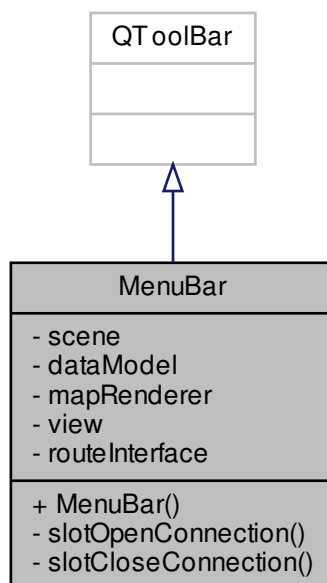 QToolBar
MenuBar
- scene
- dataModel
- mapRenderer
- view
- routeInterface
+ MenuBar()
- slotOpenConnection()
- slotCloseConnection()